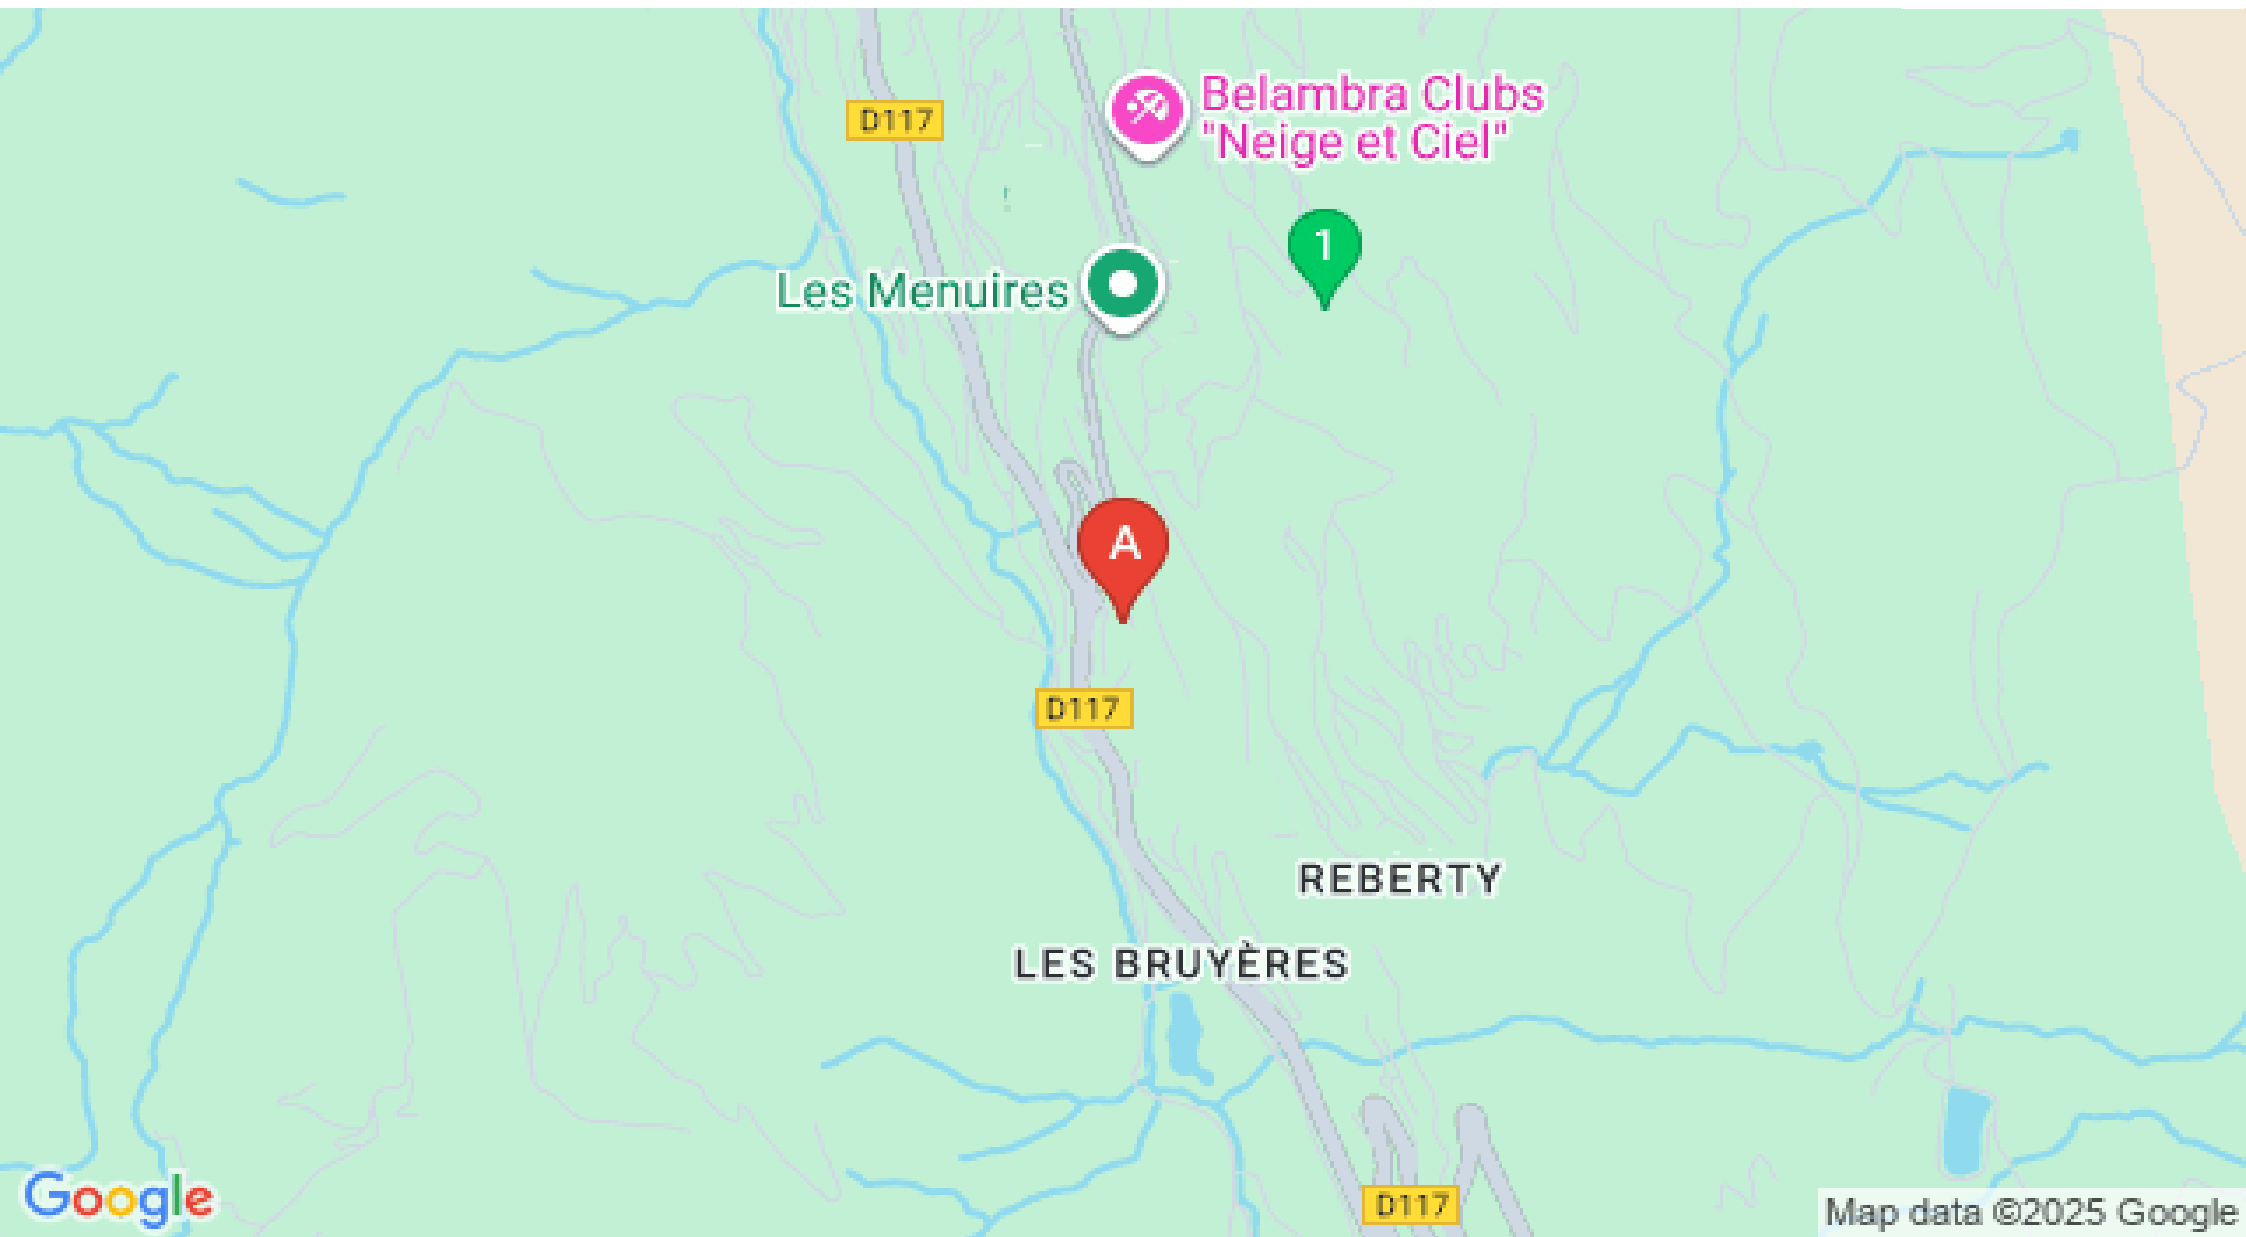 D117
Belambra Clubs
"Neige et Ciel"
1
Les Menuires
A
D117
REBERTY
LES BRUYÈRES
D117
Google
Map data ©2025 Google